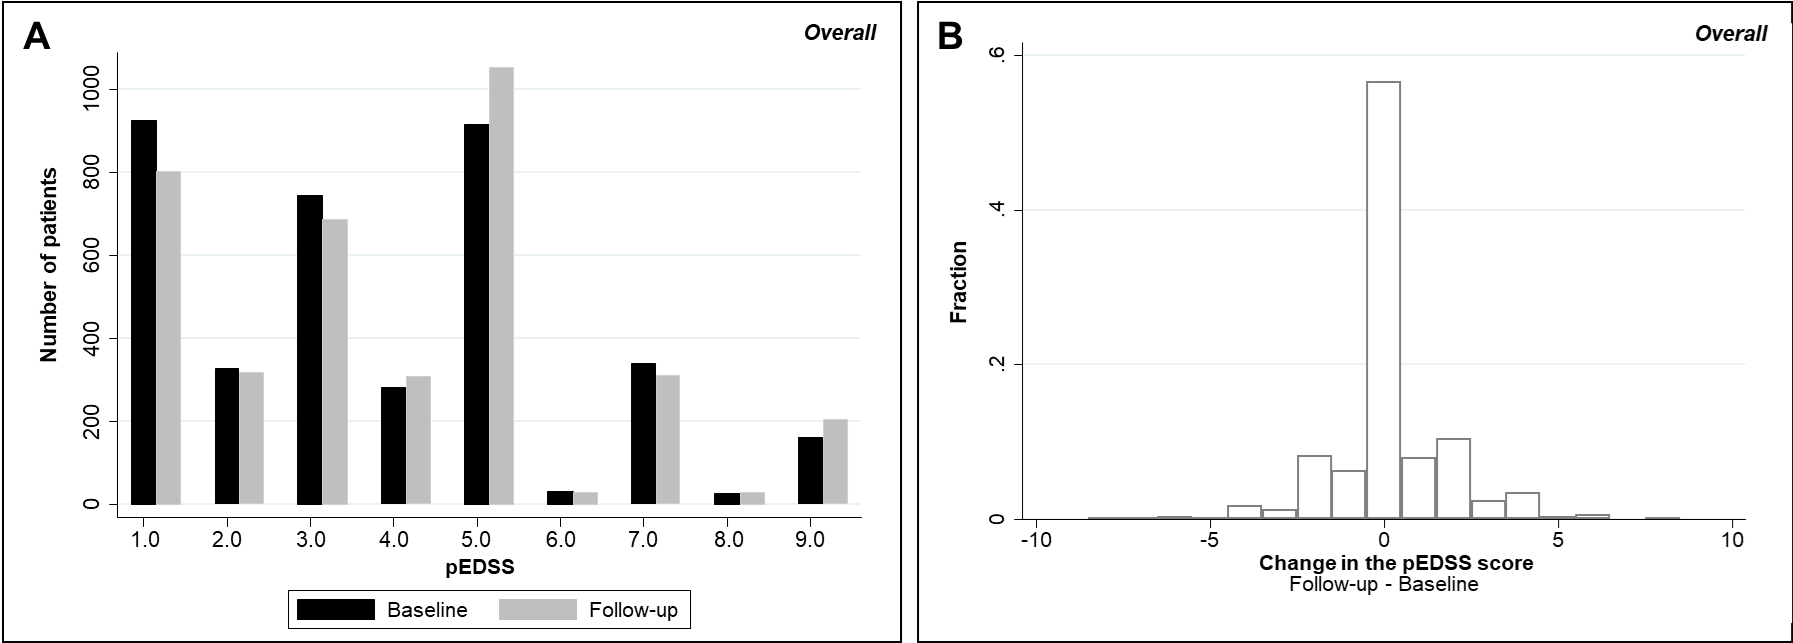 A
Overall
Number of patients
1000
800
600
400
200
0
1.0 2.0 3.0 4.0 5.0 6.0 7.0 8.0 9.0
pEDSS
Baseline Follow-up
B
Overall
Fraction
.6
.4
.2
0
-10 -5 0 5 10
Change in the pEDSS score
Follow-up - Baseline